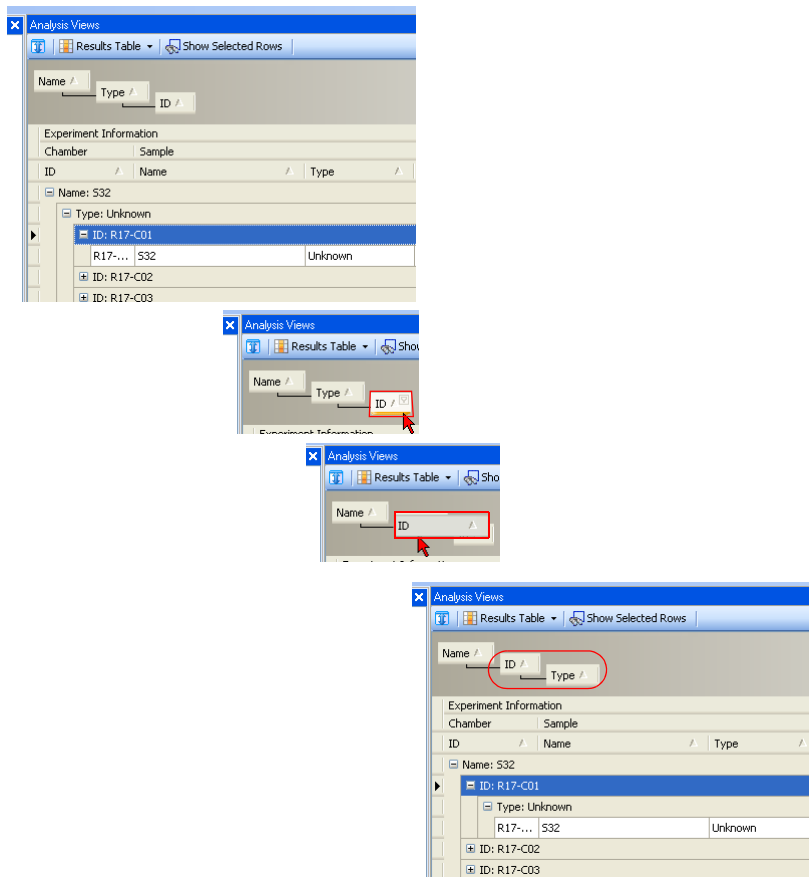 Analysis Views
Results Table Show Selected Rows
Name
Type
ID
Experiment Information
Chamber Sample
ID Name Type
Name: S32
Type: Unknown
ID: R17-C01
R17-... S32 Unknown
ID: R17-C02
ID: R17-C03
Analysis Views
Results Table Show
Name
Type
ID
Experiment Information
Analysis Views
Results Table Sho
Name
ID
Analysis Views
Results Table Show Selected Rows
Name
ID
Type
Experiment Information
Chamber Sample
ID Name Type
Name: S32
ID: R17-C01
Type: Unknown
R17-... S32 Unknown
ID: R17-C02
ID: R17-C03